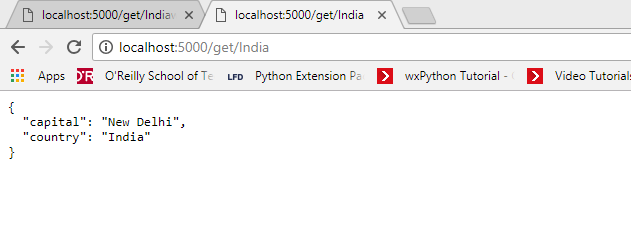 localhost:5000/get/India
localhost:5000/get/India
localhost:5000/get/India
Apps O'Reilly School of Te LFD Python Extension Pa wxPython Tutorial - Video Tutorials
{
"capital": "New Delhi",
"country": "India"
}